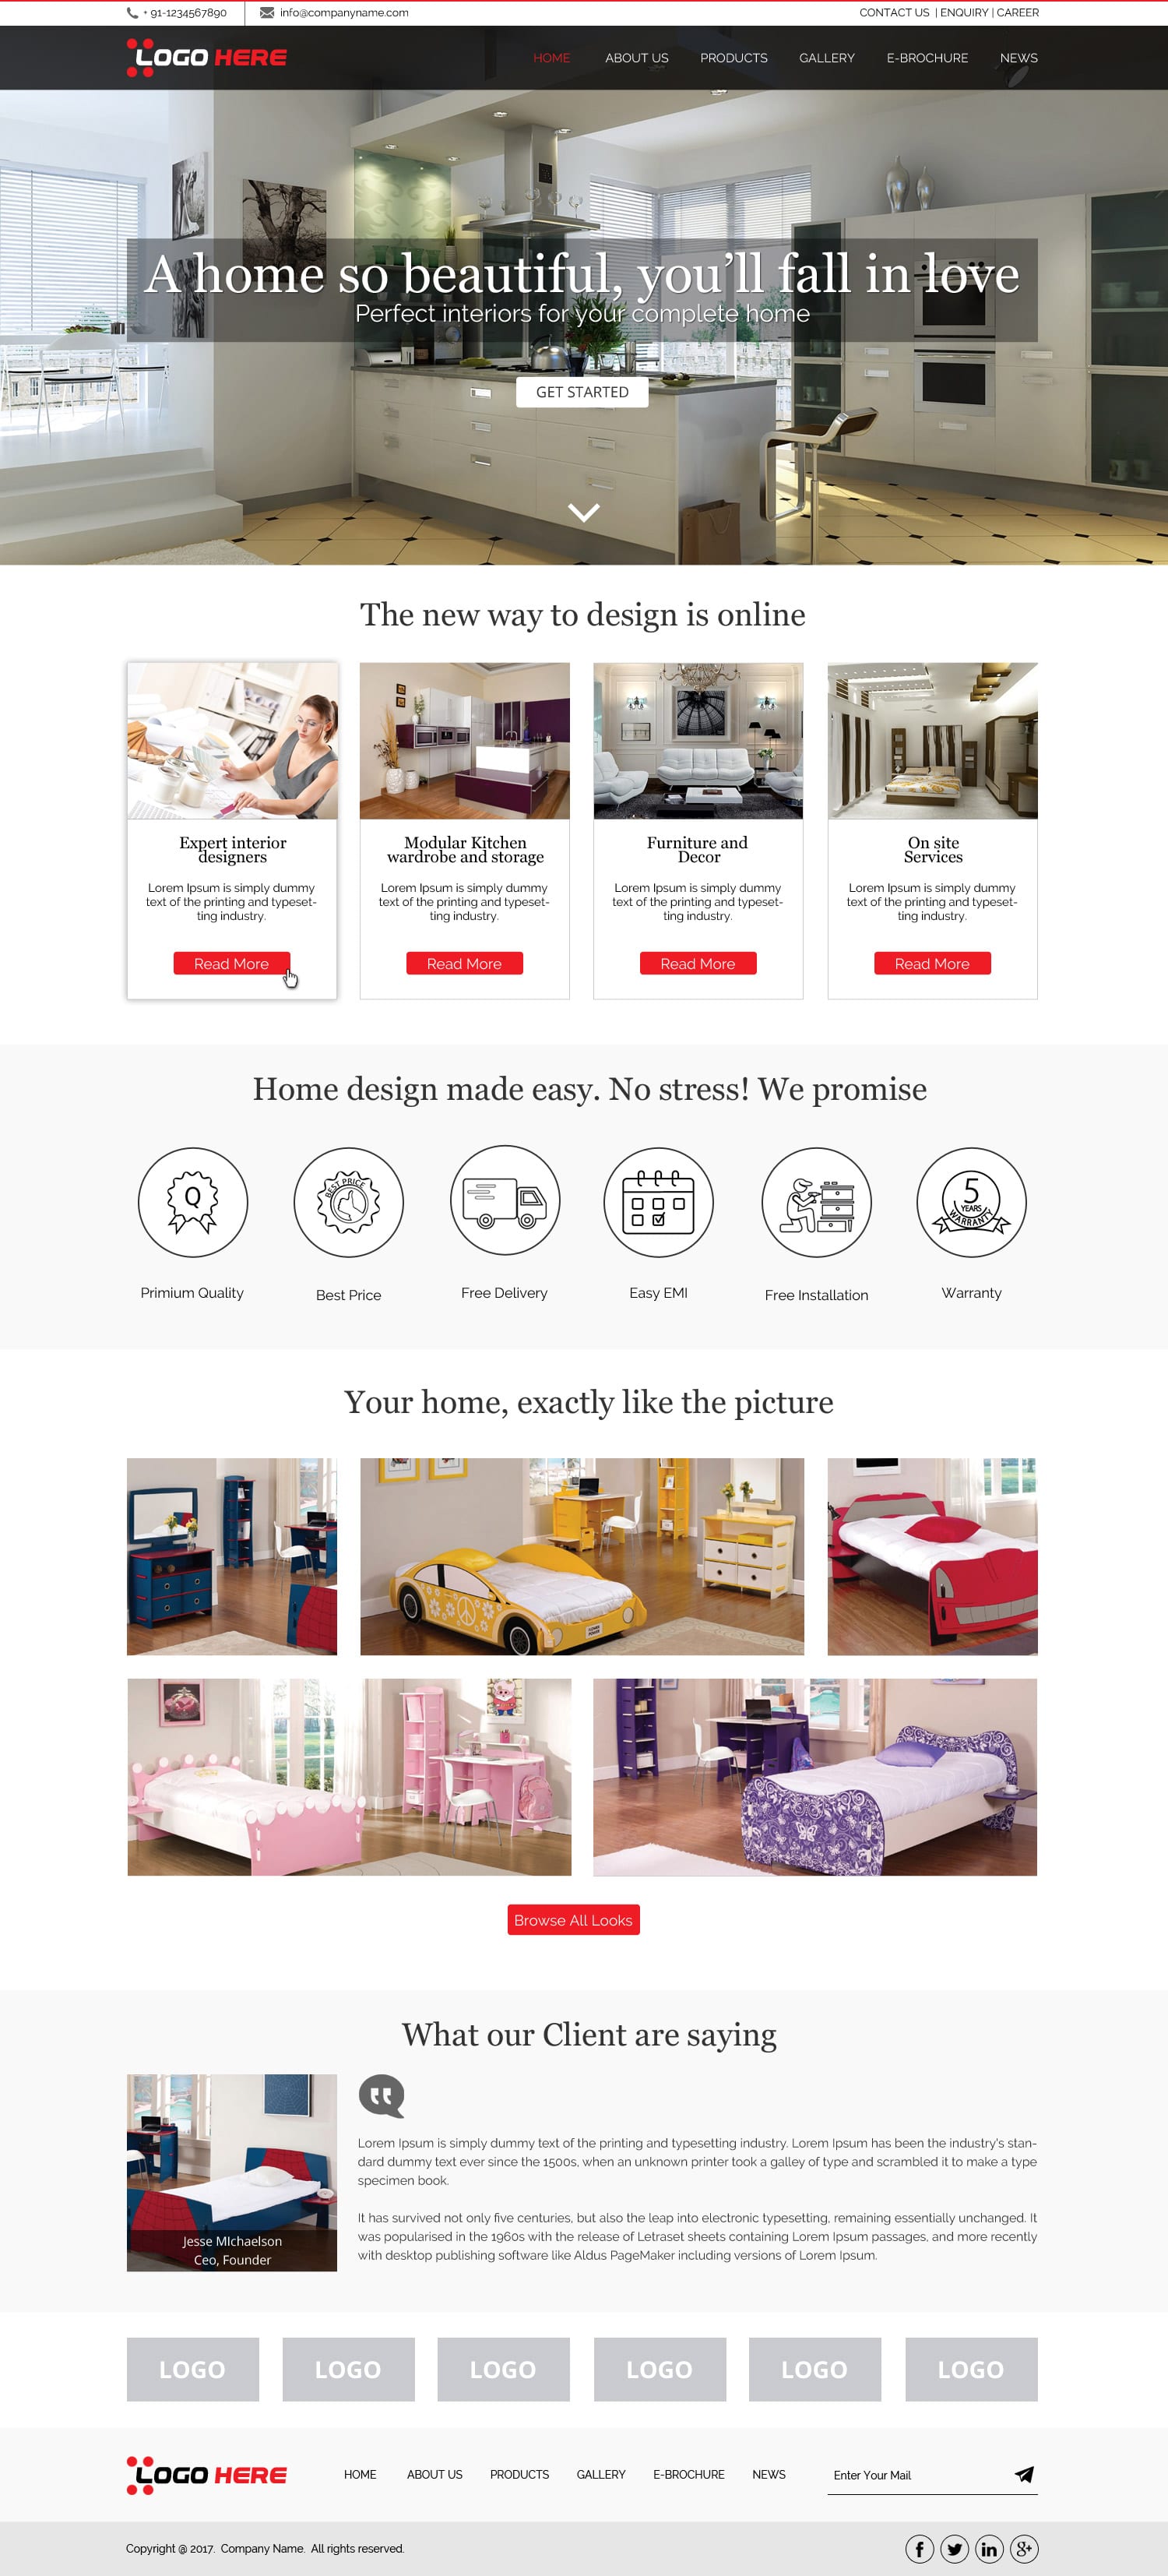 + 91-1234567890
info@companyname.com
CONTACT US | ENQUIRY | CAREER
LOGO HERE
HOME
ABOUT US
PRODUCTS
GALLERY
E-BROCHURE
NEWS
A home so beautiful, you'll fall in love
Perfect interiors for your complete home
GET STARTED
The new way to design is online
Expert interior
designers
Lorem Ipsum is simply dummy
text of the printing and typeset-
ting industry.
Read More
Modular Kitchen
wardrobe and storage
Lorem Ipsum is simply dummy
text of the printing and typeset-
ting industry.
Read More
Furniture and
Decor
Lorem Ipsum is simply dummy
text of the printing and typeset-
ting industry.
Read More
On site
Services
Lorem Ipsum is simply dummy
text of the printing and typeset-
ting industry.
Read More
Home design made easy. No stress! We promise
Q
Primium Quality
BEST PRICE
Best Price
Free Delivery
Easy EMI
Free Installation
5
YEARS
WARRANTY
Warranty
Your home, exactly like the picture
Browse All Looks
What our Client are saying
Jesse MIchaelson
Ceo, Founder
Lorem Ipsum is simply dummy text of the printing and typesetting industry. Lorem Ipsum has been the industry's stan-
dard dummy text ever since the 1500s, when an unknown printer took a galley of type and scrambled it to make a type
specimen book.
It has survived not only five centuries, but also the leap into electronic typesetting, remaining essentially unchanged. It
was popularised in the 1960s with the release of Letraset sheets containing Lorem Ipsum passages, and more recently
with desktop publishing software like Aldus PageMaker including versions of Lorem Ipsum.
LOGO
LOGO
LOGO
LOGO
LOGO
LOGO
LOGO HERE
HOME
ABOUT US
PRODUCTS
GALLERY
E-BROCHURE
NEWS
Enter Your Mail
Copyright @ 2017. Company Name. All rights reserved.
f
in
g+